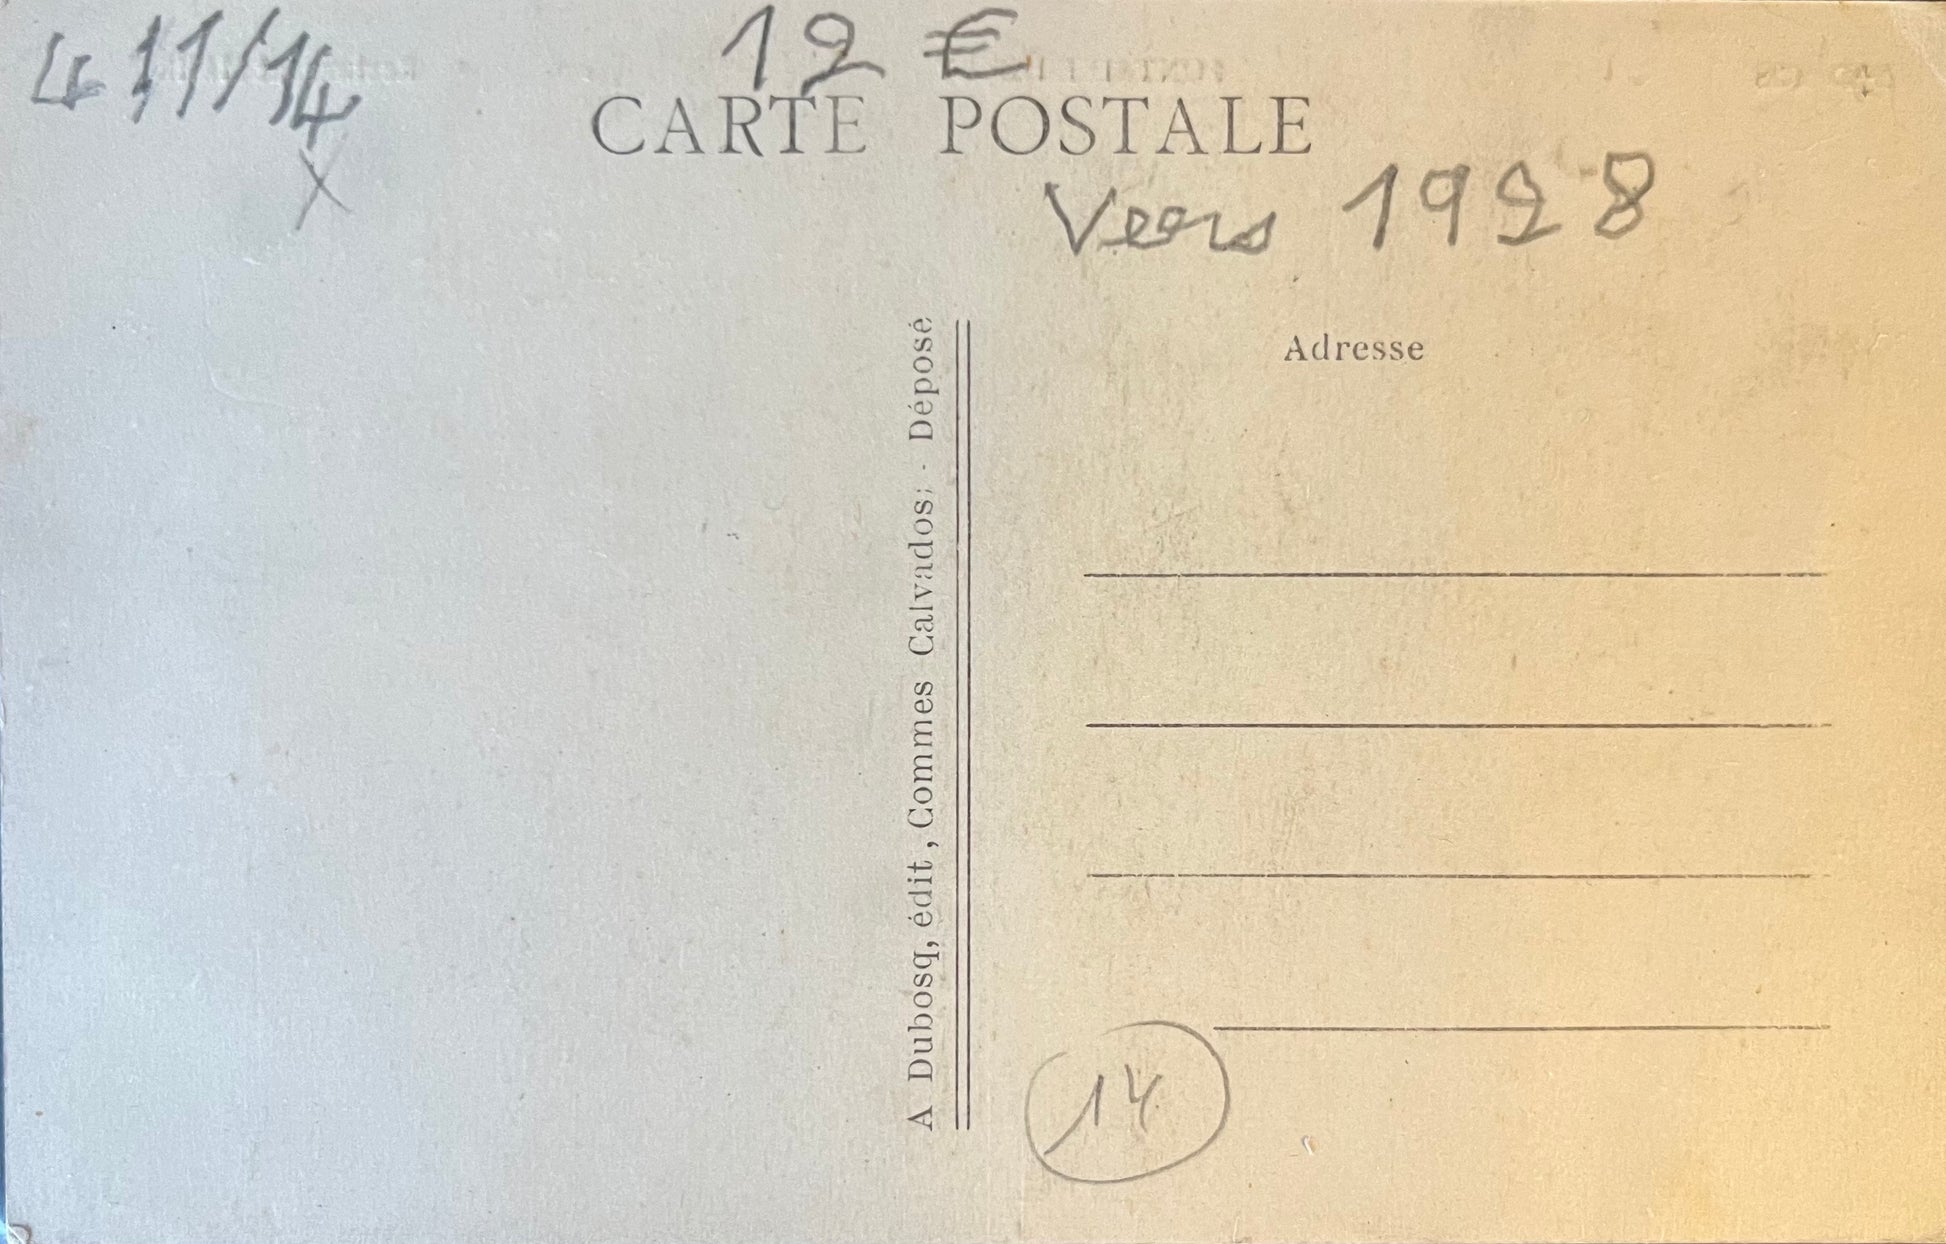 4 11/14
12 €
CARTE POSTALE
Vers 1928
A Dubosq, édit, Commes Calvados; - Déposé
Adresse
14